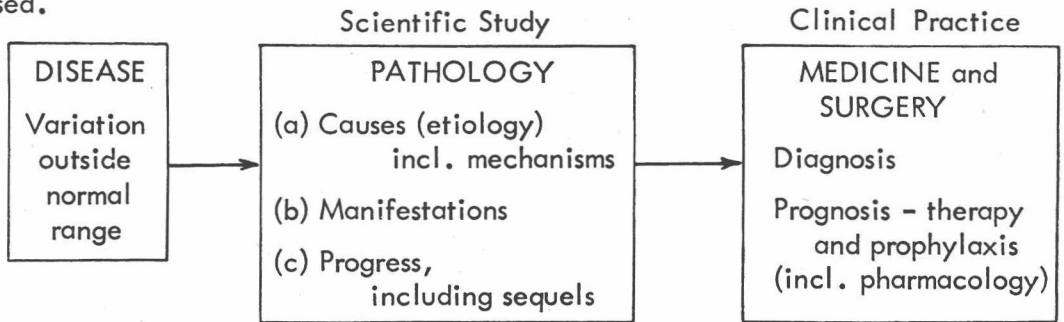 sed.
Scientific Study
Clinical Practice
DISEASE
Variation
outside
normal
range
PATHOLOGY
(a) Causes (etiology)
incl. mechanisms
(b) Manifestations
(c) Progress,
including sequels
MEDICINE and
SURGERY
Diagnosis
Prognosis - therapy
and prophylaxis
(incl. pharmacology)